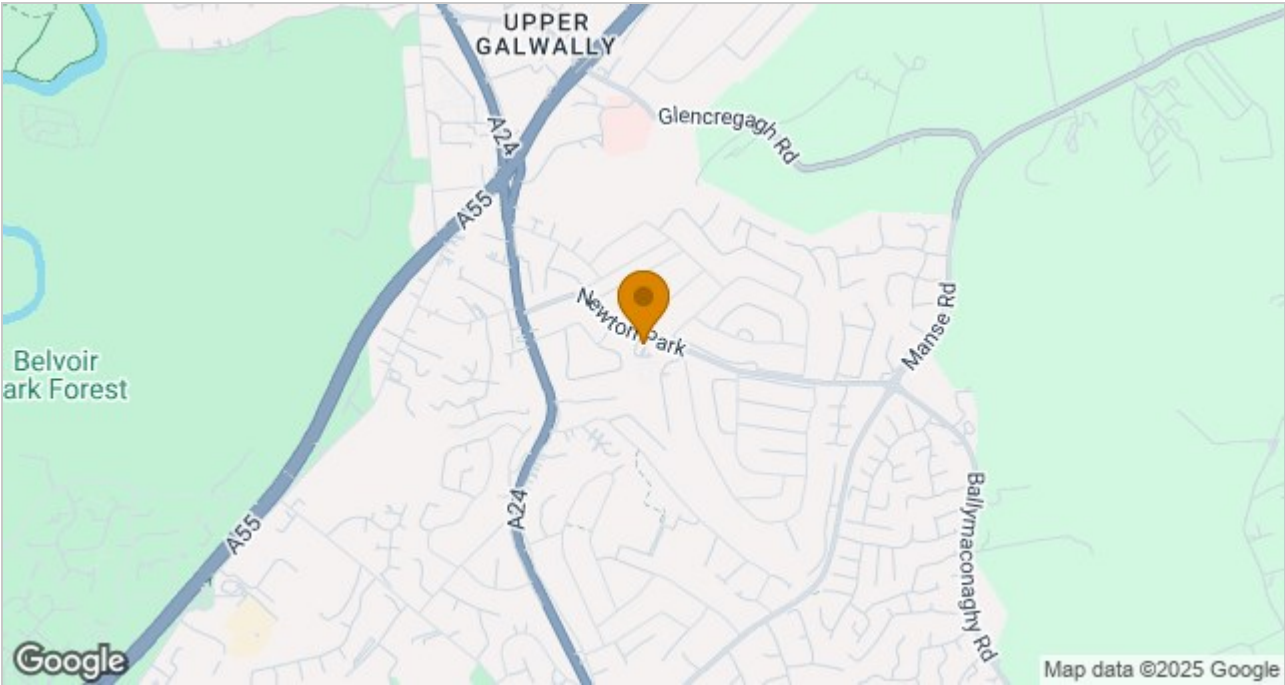 UPPER
GALWALLY
Glencregagh Rd
A24
A55
Newton Park
Manse Rd
Belvoir
ark Forest
A24
A55
Ballymaconaghy Rd
Google
Map data ©2025 Google